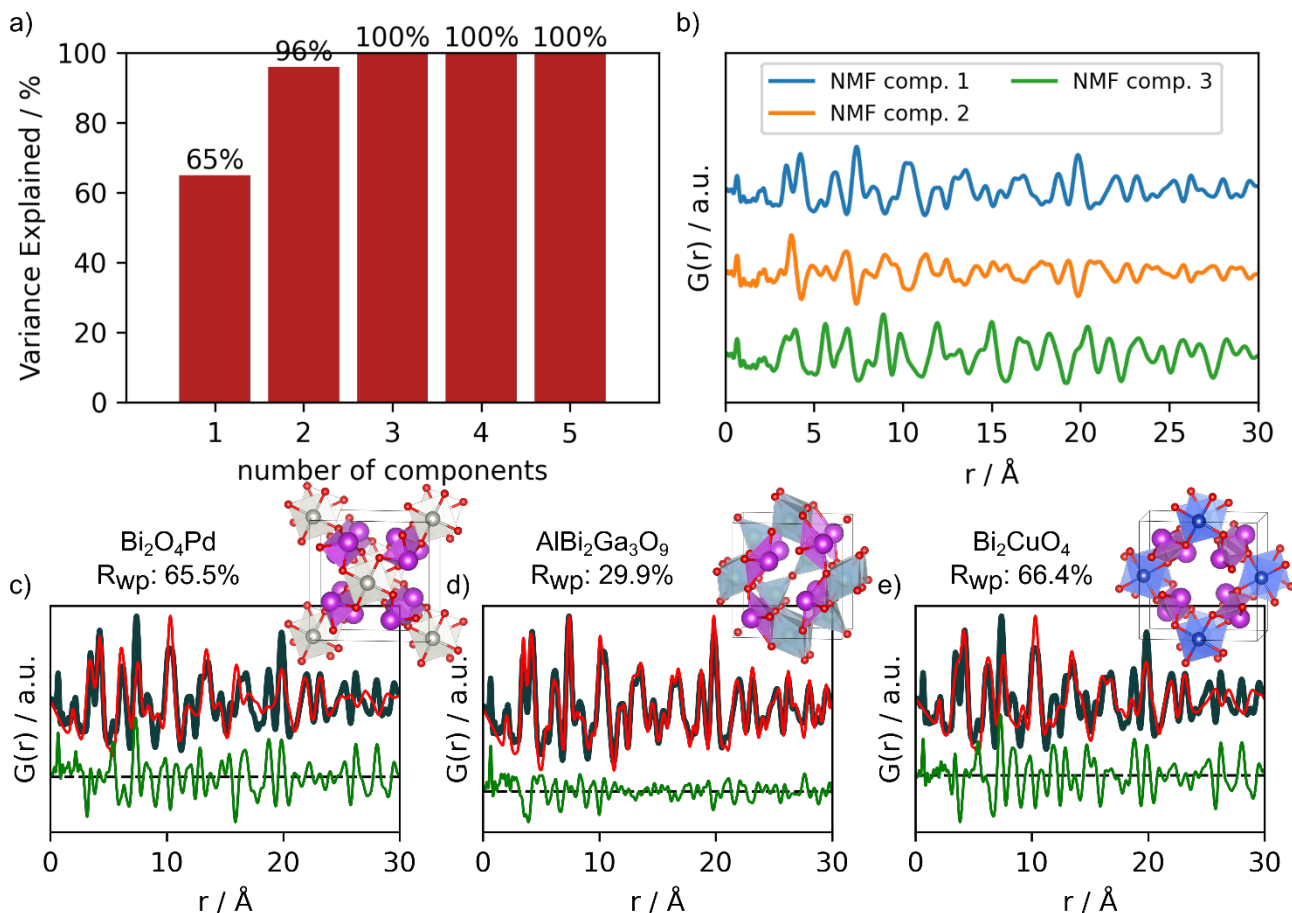 a)
100% 100% 100%
96%
65%
100
80
60
40
20
0
Variance Explained / %
1 2 3 4 5
number of components
b)
NMF comp. 1
NMF comp. 2
NMF comp. 3
G(r) / a.u.
0 5 10 15 20 25 30
r / Å
c)
Bi₂O₄Pd
R_WP: 65.5%
G(r) / a.u.
0 10 20 30
r / Å
d)
AlBi₂Ga₃O₉
R_WP: 29.9%
G(r) / a.u.
0 10 20 30
r / Å
e)
Bi₂CuO₄
R_WP: 66.4%
G(r) / a.u.
0 10 20 30
r / Å